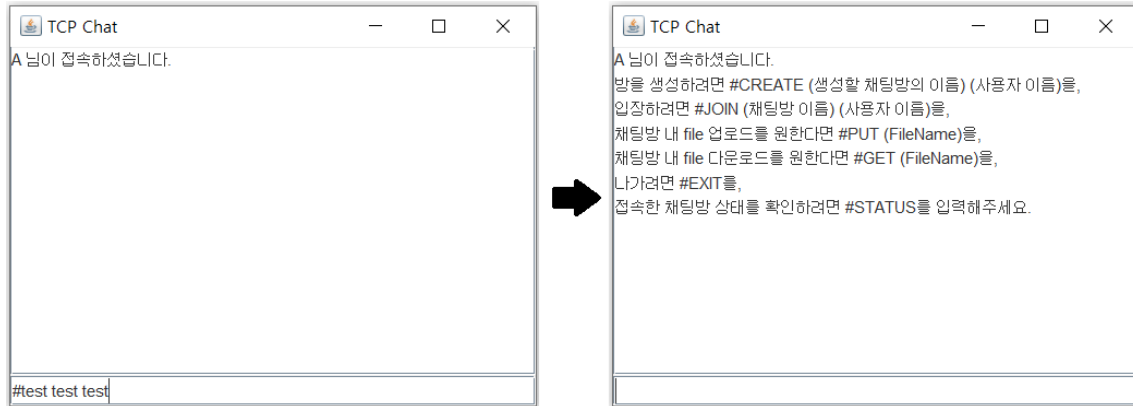 TCP Chat
A 님이 접속하셨습니다.
#test test test
TCP Chat
A 님이 접속하셨습니다.
방을 생성하려면 #CREATE (생성할 채팅방의 이름) (사용자 이름)을,
입장하려면 #JOIN (채팅방 이름) (사용자 이름)을,
채팅방 내 file 업로드를 원한다면 #PUT (FileName)을,
채팅방 내 file 다운로드를 원한다면 #GET (FileName)을,
나가려면 #EXIT를,
접속한 채팅방 상태를 확인하려면 #STATUS를 입력해주세요.